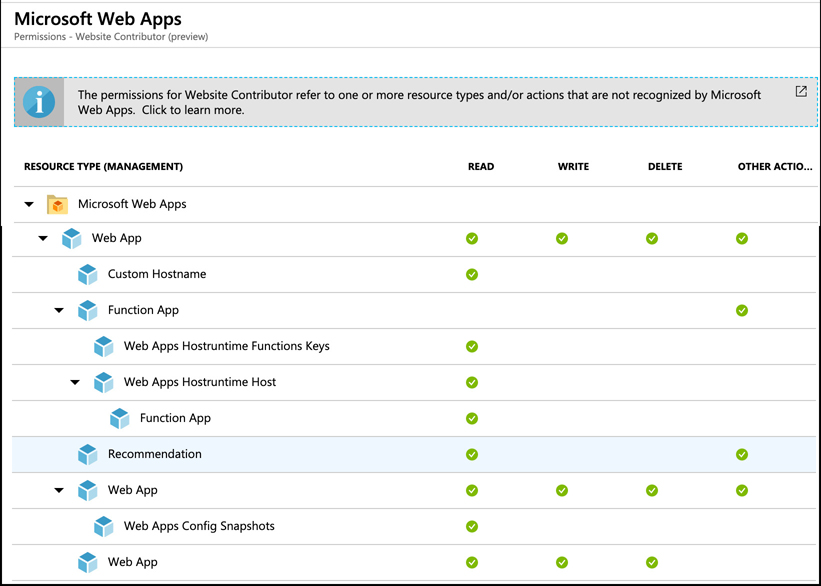 Microsoft Web Apps
Permissions - Website Contributor (preview)
The permissions for Website Contributor refer to one or more resource types and/or actions that are not recognized by Microsoft
Web Apps. Click to learn more.
RESOURCE TYPE (MANAGEMENT) READ WRITE DELETE OTHER ACTIO...
Microsoft Web Apps
Web App
Custom Hostname
Function App
Web Apps Hostruntime Functions Keys
Web Apps Hostruntime Host
Function App
Recommendation
Web App
Web Apps Config Snapshots
Web App